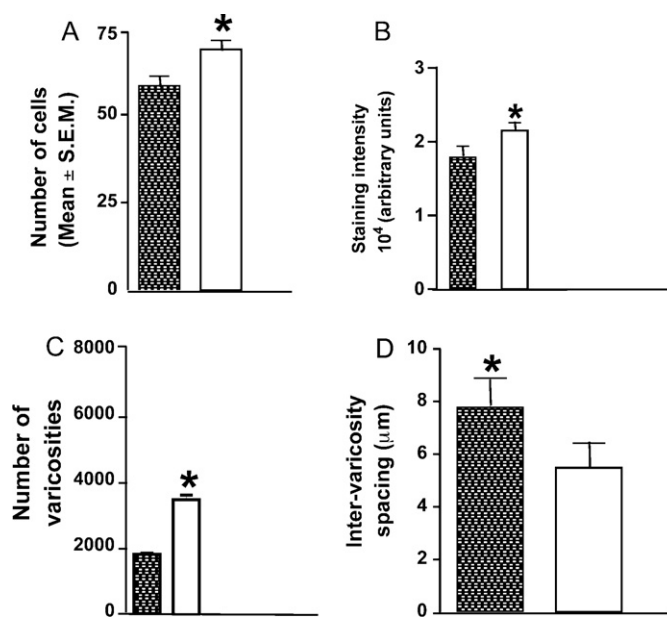 A
Number of cells
(Mean ± S.E.M.)
75
50
25
0
*
B
Staining intensity
10⁴ (arbitrary units)
3
2
1
0
*
C
Number of
varicosities
8000
6000
4000
2000
0
*
D
Inter-varicosity
spacing (μm)
10
8
6
4
2
0
*